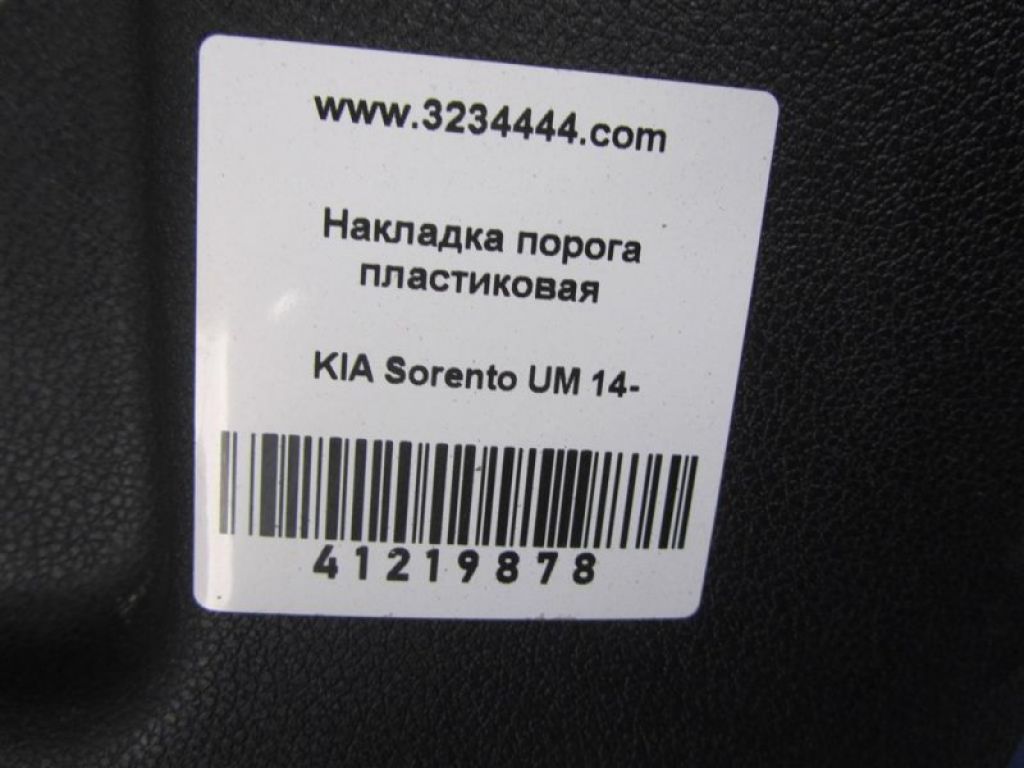 www.3234444.com
Накладка порога
пластиковая
KIA Sorento UM 14-
41219878